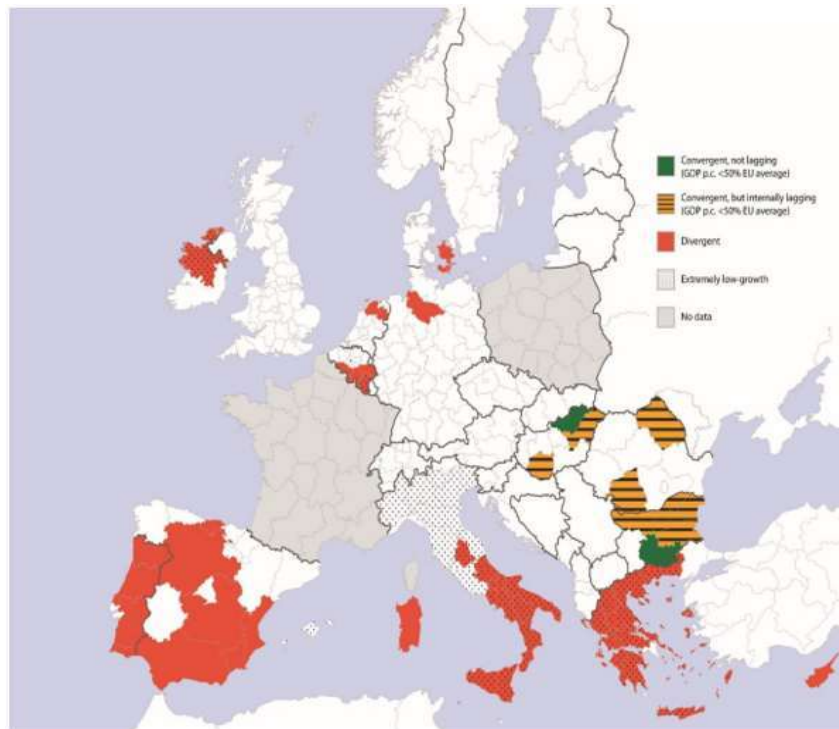 Convergent, not lagging
(GDP p.c. <50% EU average)
Convergent, but internally lagging
(GDP p.c. <50% EU average)
Divergent
Extremely low-growth
No data